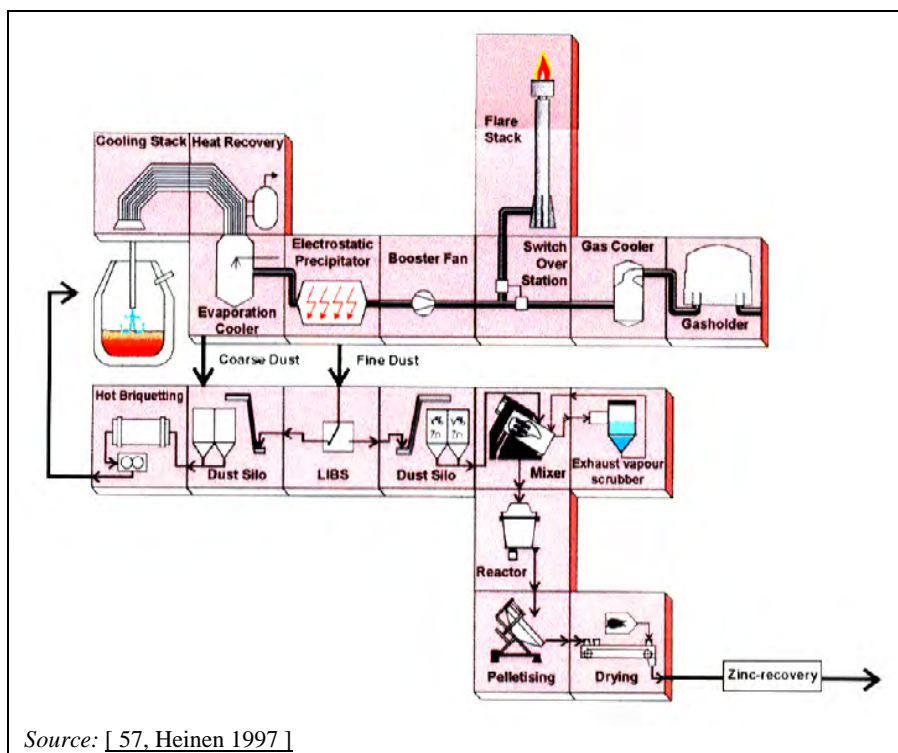 Flare
Stack
Cooling Stack
Heat Recovery
Electrostatic
Precipitator
Booster Fan
Switch
Over
Station
Gas Cooler
Gasholder
Evaporation
Cooler
Coarse Dust
Fine Dust
Hot Briquetting
Dust Silo
LIBS
x%
Zn
y%
Zn
Dust Silo
Mixer
Exhaust vapour
scrubber
Reactor
Pelletising
Drying
Zinc-recovery
Source: [ 57, Heinen 1997 ]